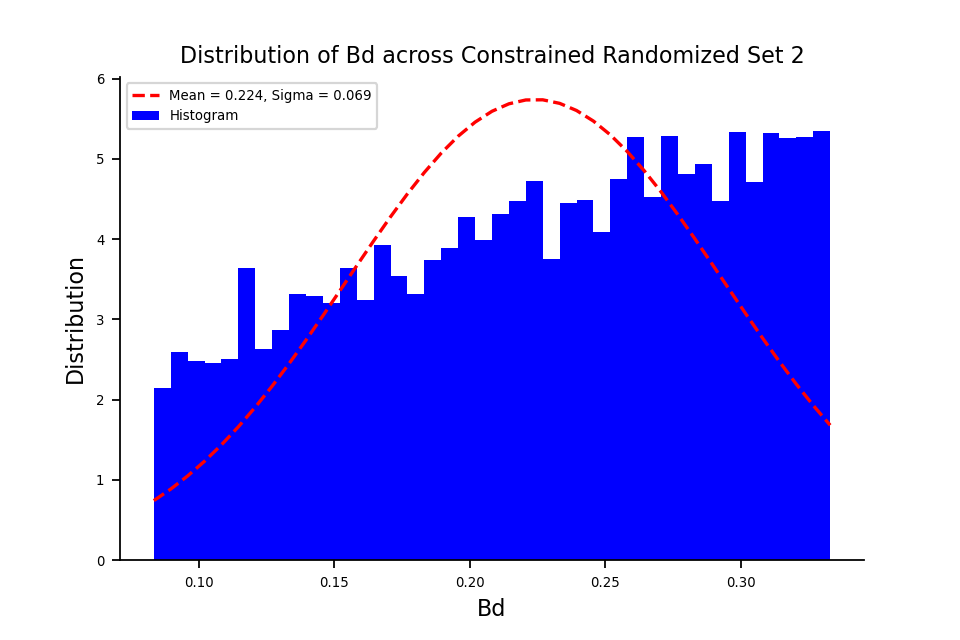 Distribution of Bd across Constrained Randomized Set 2
Mean = 0.224, Sigma = 0.069
Histogram
Distribution
6
5
4
3
2
1
0
0.10
0.15
0.20
0.25
0.30
Bd